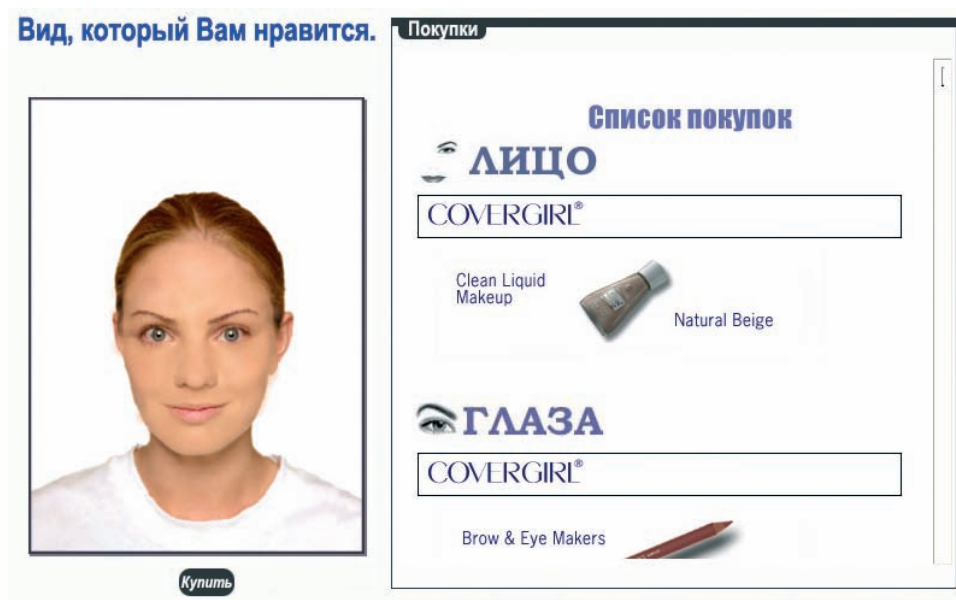 Вид, который Вам нравится.
Покупки
Список покупок
ЛИЦО
COVERGIRL®
Clean Liquid
Makeup
Natural Beige
ГЛАЗА
COVERGIRL®
Brow & Eye Makers
Купить